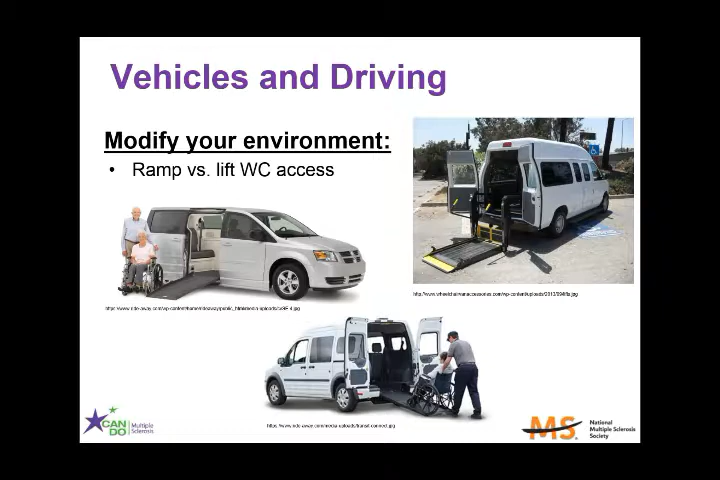 Vehicles and Driving
Modify your environment:
• Ramp vs. lift WC access
CAN DO Multiple Sclerosis
MS
National
Multiple Sclerosis
Society